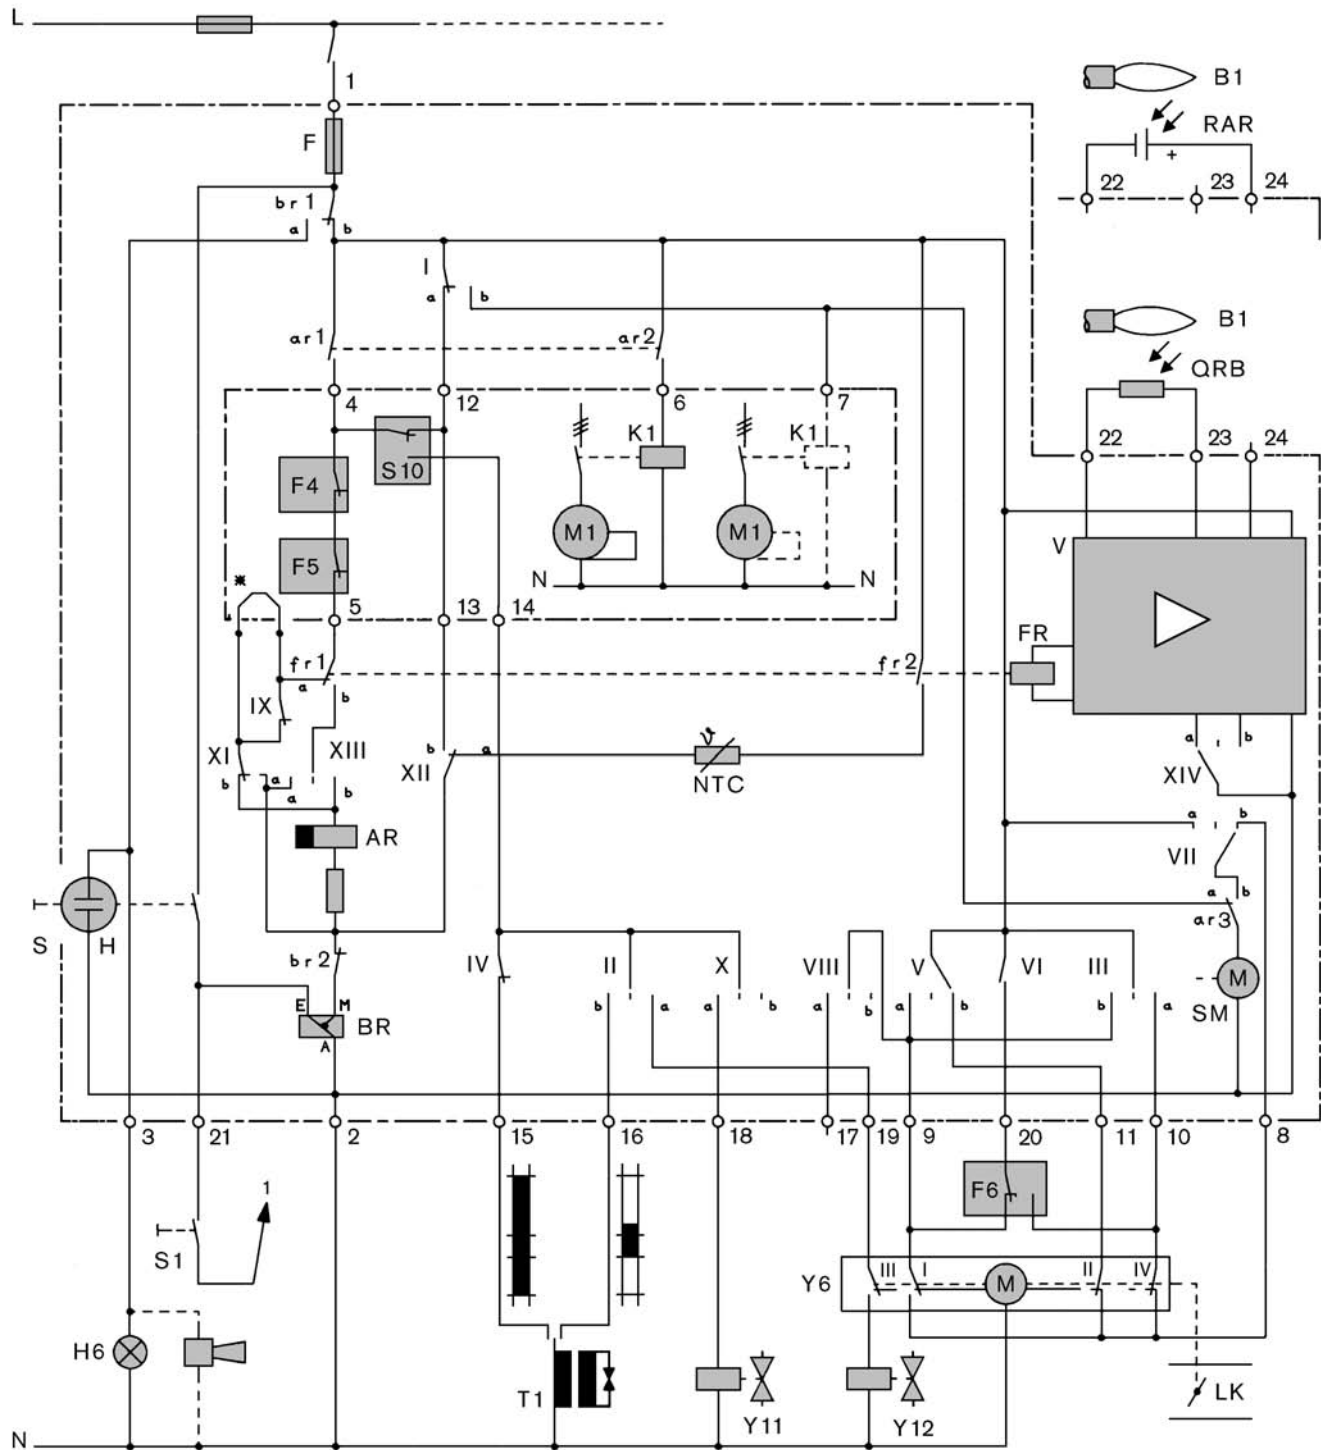 L
1
B1
F
RAR
+
22 23 24
br1
a b
I
a b
B1
ar1 ar2
QRB
4 12 6 7
K1 K1
22 23 24
S10
F4
M1 M1
V
F5
N N
*
5 13 14
FR
fr1 fr2
a
b
IX
a b
XI XIII b a ϑ
XII XIV
b a a b NTC
a b
AR
VII
a b
ar3
S H
br2 IV II X VIII V VI III M
E M b a a b a b a b b a SM
BR
A
3 21 2 15 16 18 17 19 9 20 11 10 8
1
F6
S1
III I II IV
Y6 M
H6
T1
LK
Y11 Y12
N